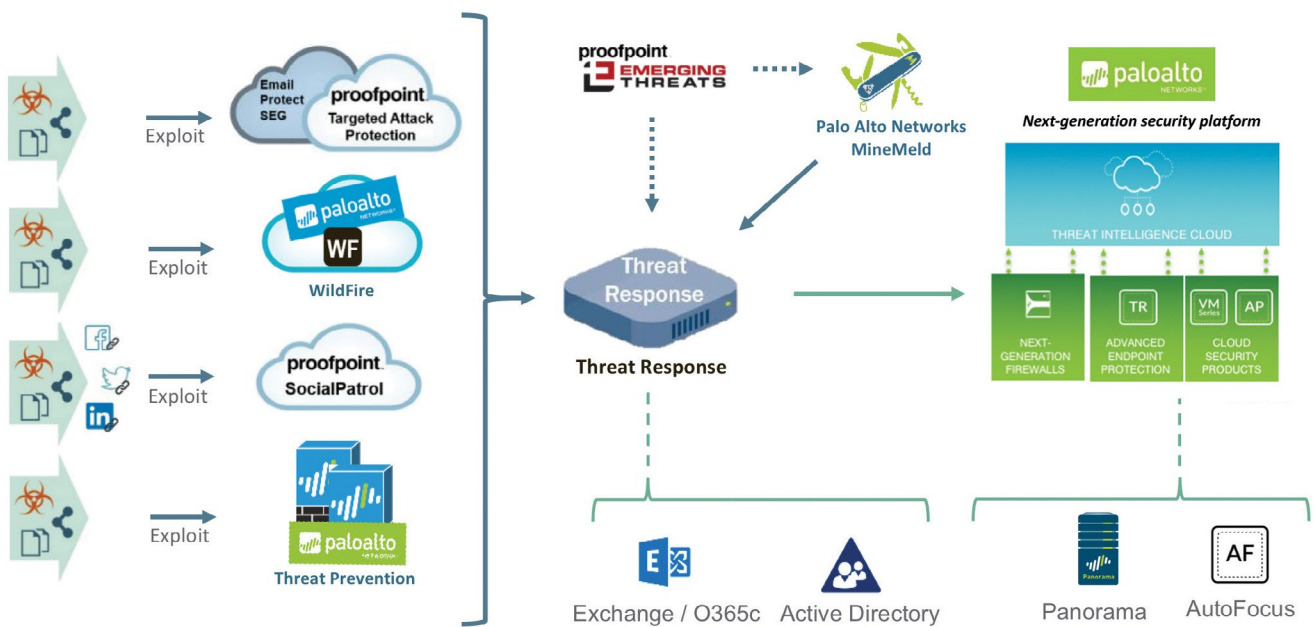 Exploit
Email
Protect
SEG
proofpoint
Targeted Attack
Protection
Exploit
paloalto
NETWORKS
WF
WildFire
Exploit
in
proofpoint
SocialPatrol
Exploit
paloalto
Threat Prevention
proofpoint
EMERGING
THREATS
Palo Alto Networks
MineMeld
Threat
Response
Threat Response
Exchange / O365c
Active Directory
paloalto
NETWORKS
Next-generation security platform
THREAT INTELLIGENCE CLOUD
NEXT-
GENERATION
FIREWALLS
TR
ADVANCED
ENDPOINT
PROTECTION
VM
Series
AP
CLOUD
SECURITY
PRODUCTS
Panorama
Panorama
AF
AutoFocus